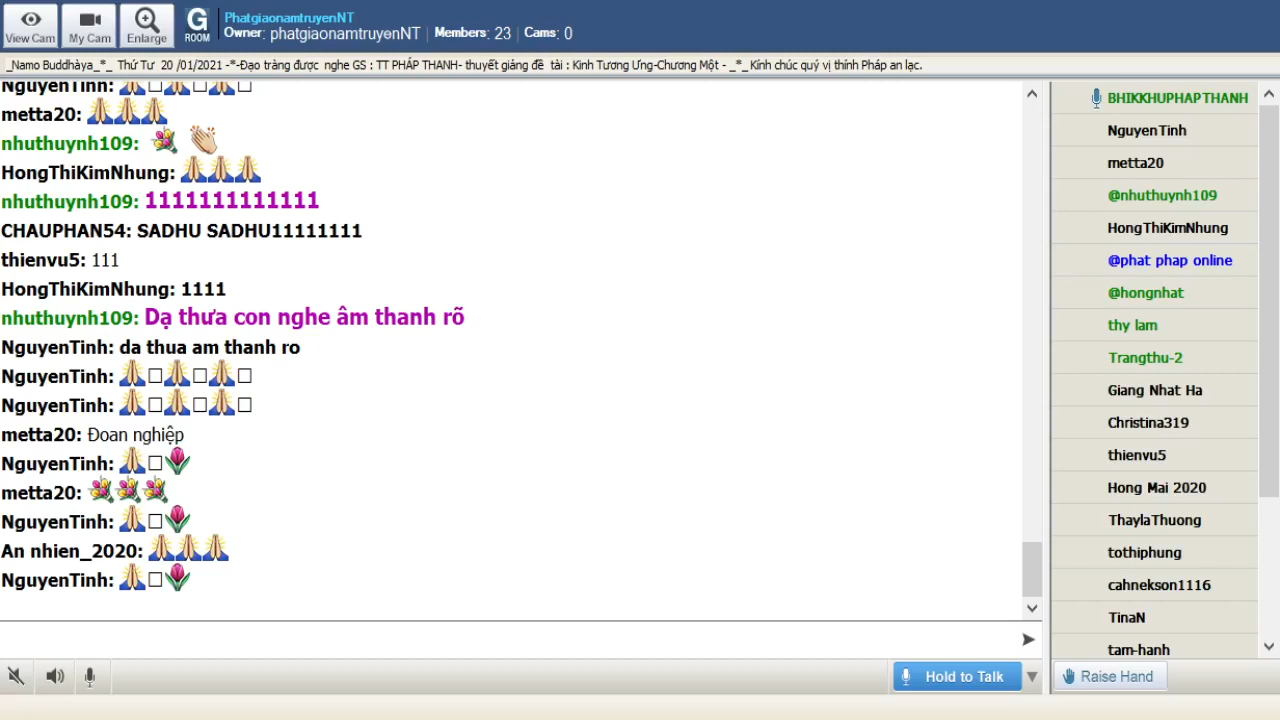 View Cam
My Cam
Enlarge
G ROOM
PhatgiaonamtruyenNT
Owner: phatgiaonamtruyenNT | Members: 23 | Cams: 0
_Namo Buddhàya_*_ Thứ Tư 20 /01/2021 -*-Đạo tràng được nghe GS : TT PHÁP THANH- thuyết giảng đề tài : Kinh Tương Ưng-Chương Một - _*_Kính chúc quý vị thính Pháp an lạc.
NguyenTinh: 🙏□🙏□🙏□
metta20: 🙏🙏🙏
nhuthuynh109: 💐 👏
HongThiKimNhung: 🙏🙏🙏
nhuthuynh109: 1111111111111
CHAUPHAN54: SADHU SADHU11111111
thienvu5: 111
HongThiKimNhung: 1111
nhuthuynh109: Dạ thưa con nghe âm thanh rõ
NguyenTinh: da thua am thanh ro
NguyenTinh: 🙏□🙏□🙏□
NguyenTinh: 🙏□🙏□🙏□
metta20: Đoan nghiệp
NguyenTinh: 🙏□🌷
metta20: 💐💐💐
NguyenTinh: 🙏□🌷
An nhien_2020: 🙏🙏🙏
NguyenTinh: 🙏□🌷
BHIKKHUPHAPTHANH
NguyenTinh
metta20
@nhuthuynh109
HongThiKimNhung
@phat phap online
@hongnhat
thy lam
Trangthu-2
Giang Nhat Ha
Christina319
thienvu5
Hong Mai 2020
ThaylaThuong
tothiphung
cahnekson1116
TinaN
tam-hanh
Hold to Talk
Raise Hand